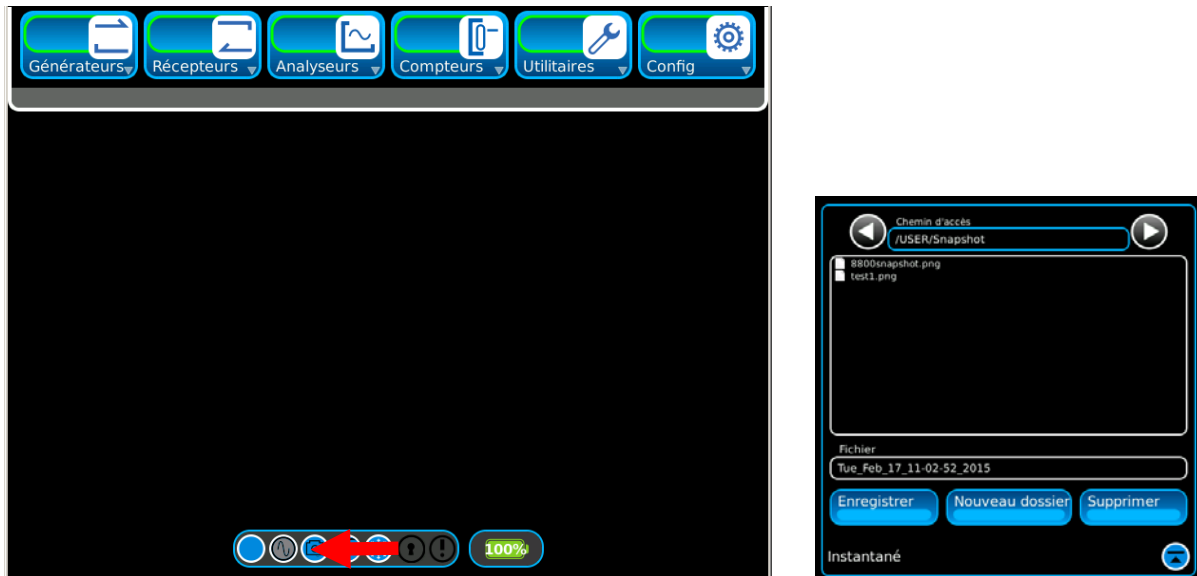 Générateurs
Récepteurs
Analyseurs
Compteurs
Utilitaires
Config
100%
Chemin d'accès
/USER/Snapshot
8800snapshot.png
test1.png
Fichier
Tue_Feb_17_11-02-52_2015
Enregistrer
Nouveau dossier
Supprimer
Instantané